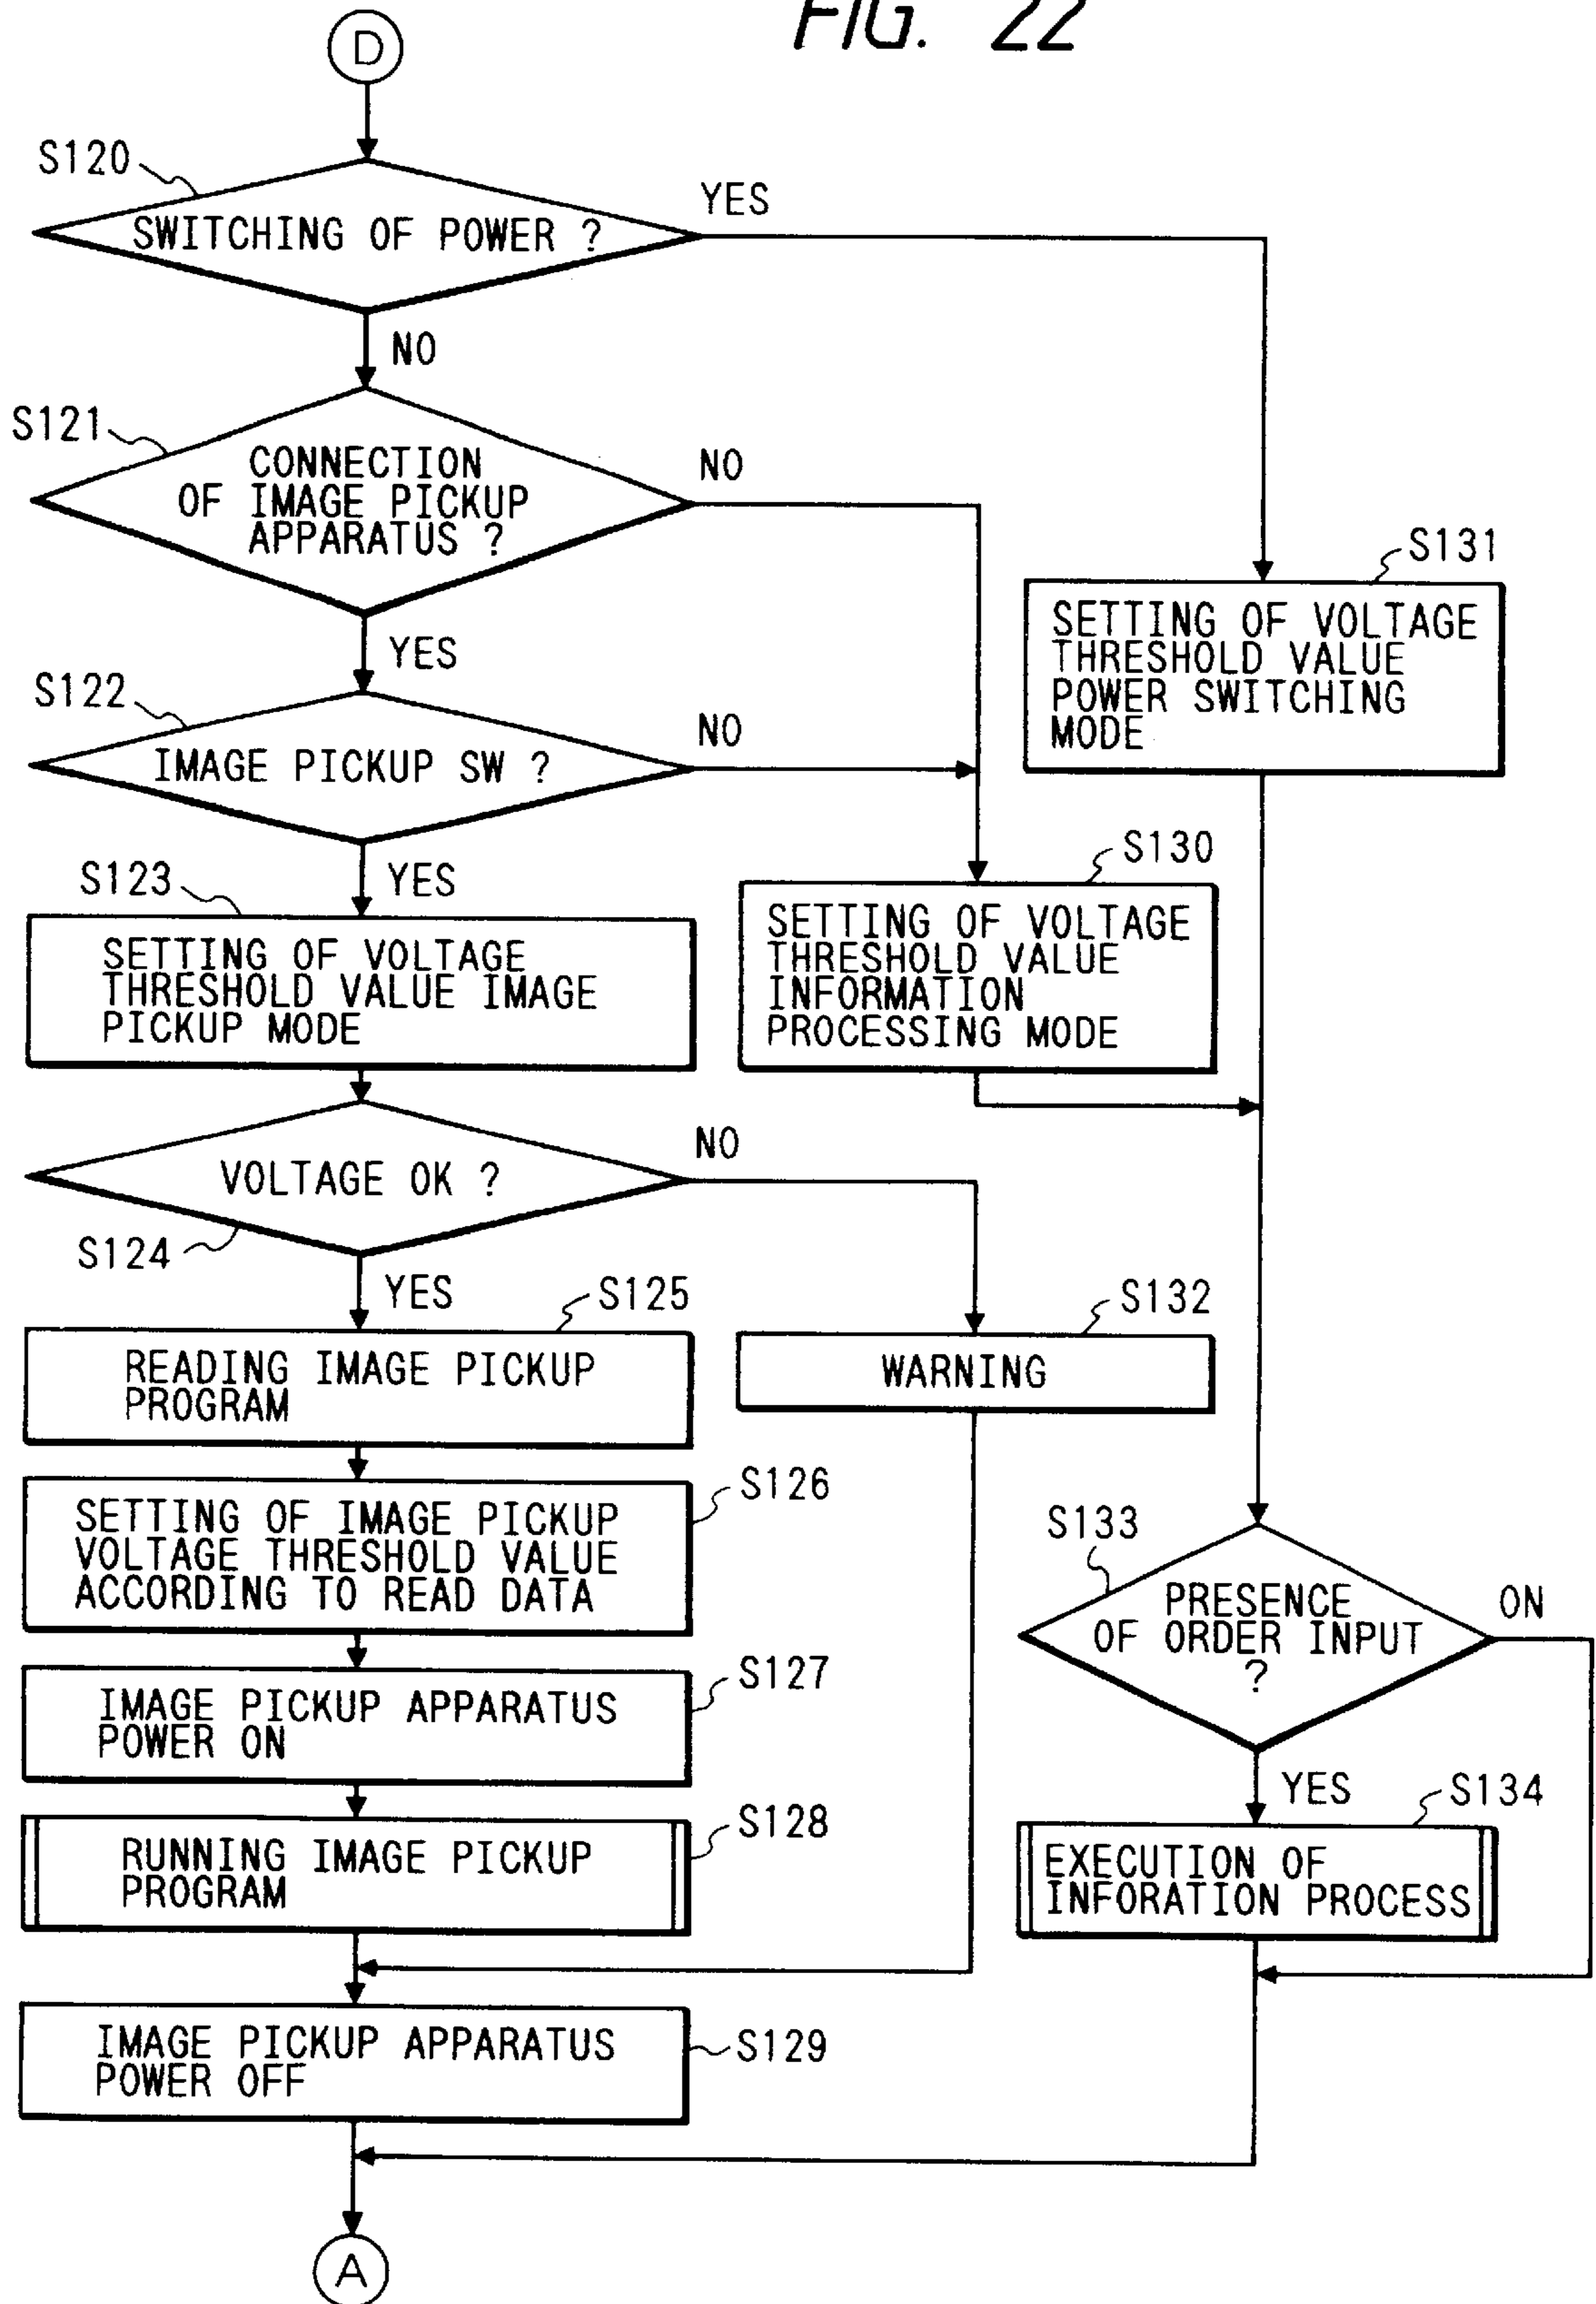 FIG. 22
D
S120
SWITCHING OF POWER ?
YES
NO
S121
CONNECTION
OF IMAGE PICKUP
APPARATUS ?
NO
YES
S131
SETTING OF VOLTAGE
THRESHOLD VALUE
POWER SWITCHING
MODE
S122
IMAGE PICKUP SW ?
NO
YES
S123
SETTING OF VOLTAGE
THRESHOLD VALUE IMAGE
PICKUP MODE
S130
SETTING OF VOLTAGE
THRESHOLD VALUE
INFORMATION
PROCESSING MODE
VOLTAGE OK ?
NO
S124
YES
S125
READING IMAGE PICKUP
PROGRAM
S132
WARNING
S126
SETTING OF IMAGE PICKUP
VOLTAGE THRESHOLD VALUE
ACCORDING TO READ DATA
S133
PRESENCE
OF ORDER INPUT
?
ON
YES
S127
IMAGE PICKUP APPARATUS
POWER ON
S128
RUNNING IMAGE PICKUP
PROGRAM
S134
EXECUTION OF
INFORATION PROCESS
IMAGE PICKUP APPARATUS
POWER OFF
S129
A